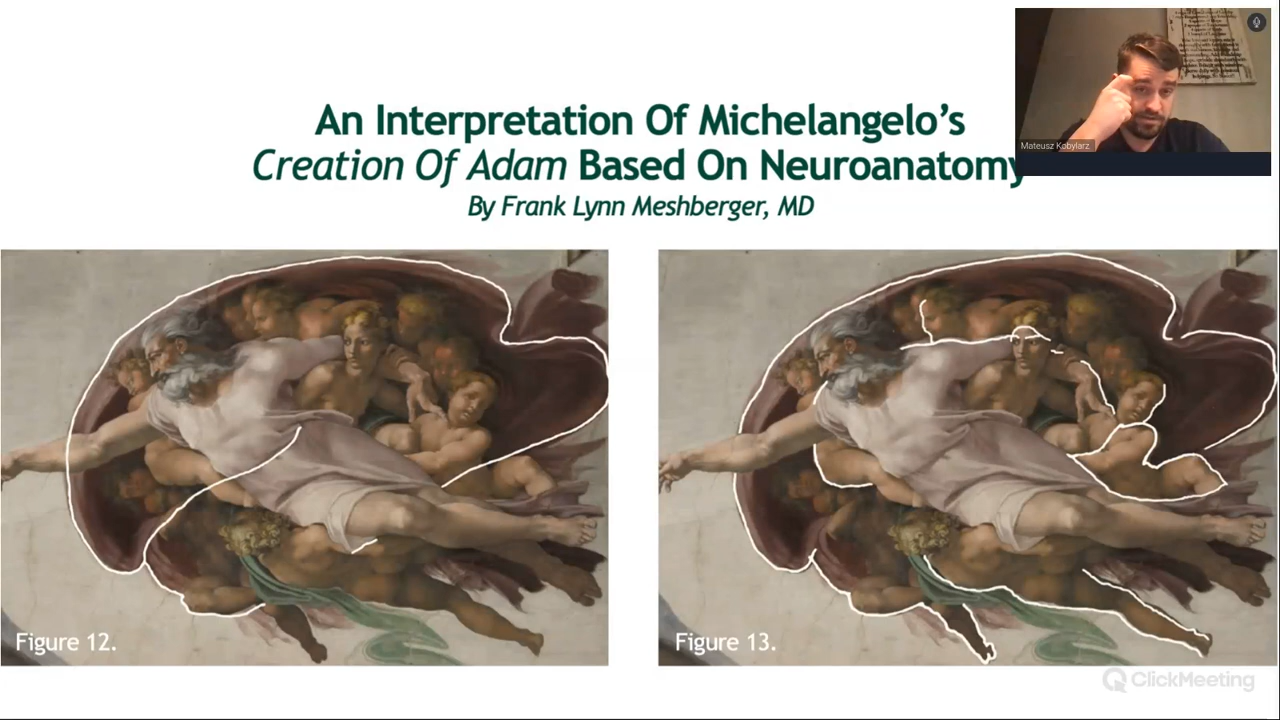 An Interpretation Of Michelangelo's
Creation Of Adam Based On Neuroanatomy
By Frank Lynn Meshberger, MD
Mateusz Kobylarz
Figure 12.
Figure 13.
ClickMeeting